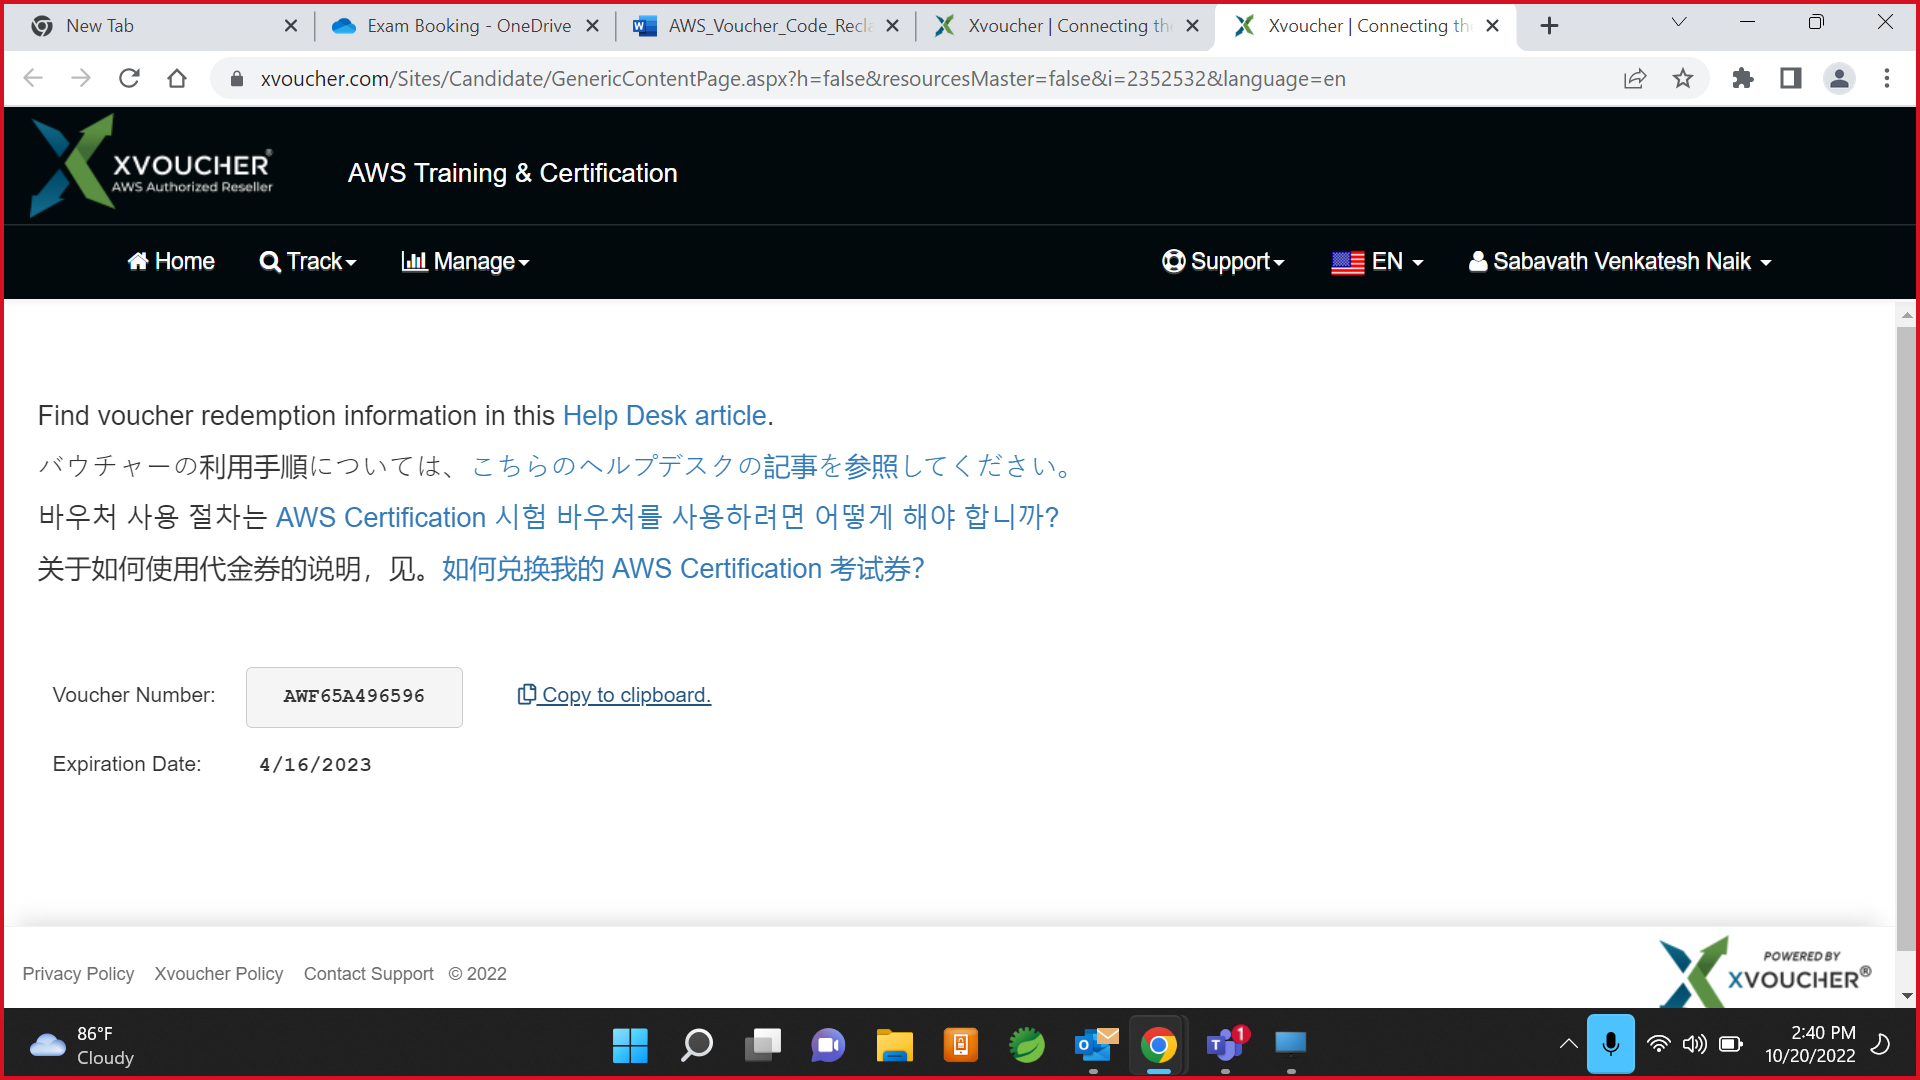 New Tab
Exam Booking - OneDrive
AWS_Voucher_Code_Recla
Xvoucher | Connecting the
Xvoucher | Connecting the
xvoucher.com/Sites/Candidate/GenericContentPage.aspx?h=false&resourcesMaster=false&i=2352532&language=en
XVOUCHER®
AWS Authorized Reseller
AWS Training & Certification
Home
Track
Manage
Support
EN
Sabavath Venkatesh Naik
Find voucher redemption information in this Help Desk article.
バウチャーの利用手順については、こちらのヘルプデスクの記事を参照してください。
바우처 사용 절차는 AWS Certification 시험 바우처를 사용하려면 어떻게 해야 합니까?
关于如何使用代金券的说明，见。如何兑换我的 AWS Certification 考试券？
Voucher Number:
AWF65A496596
Copy to clipboard.
Expiration Date:
4/16/2023
Privacy Policy
Xvoucher Policy
Contact Support
© 2022
POWERED BY
XVOUCHER®
86°F
Cloudy
1
2:40 PM
10/20/2022